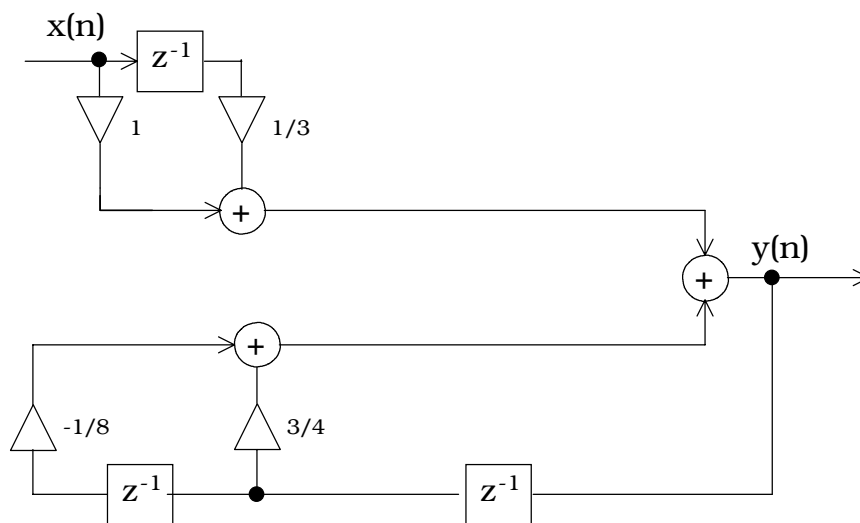 x(n)
z⁻¹
1
1/3
+
y(n)
+
+
-1/8
3/4
z⁻¹
z⁻¹